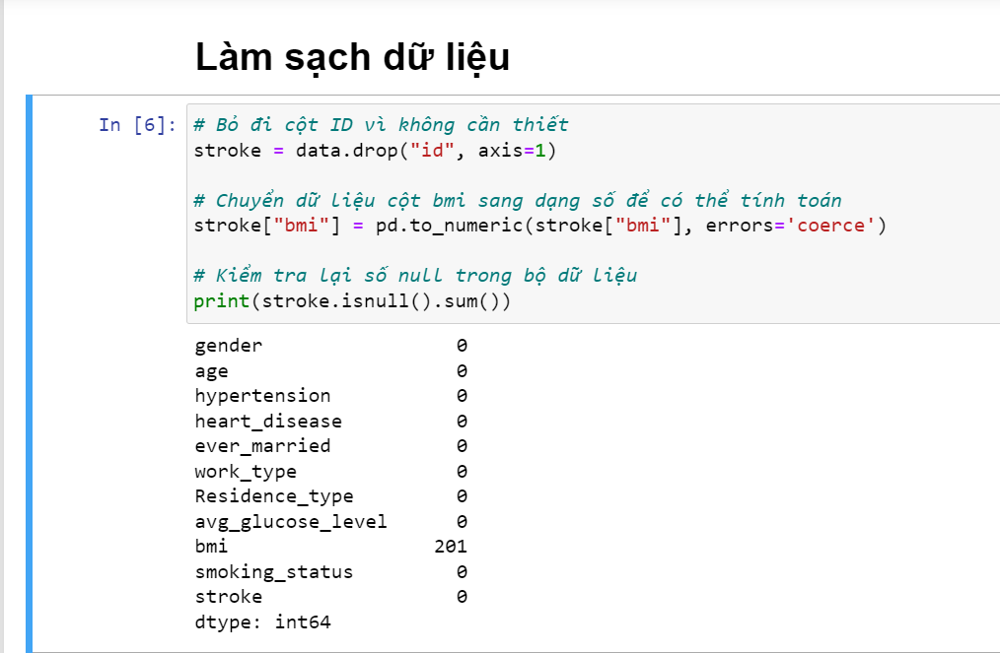 Làm sạch dữ liệu
In [6]:
# Bỏ đi cột ID vì không cần thiết
stroke = data.drop("id", axis=1)
# Chuyển dữ liệu cột bmi sang dạng số để có thể tính toán
stroke["bmi"] = pd.to_numeric(stroke["bmi"], errors='coerce')
# Kiểm tra lại số null trong bộ dữ liệu
print(stroke.isnull().sum())
gender 0
age 0
hypertension 0
heart_disease 0
ever_married 0
work_type 0
Residence_type 0
avg_glucose_level 0
bmi 201
smoking_status 0
stroke 0
dtype: int64